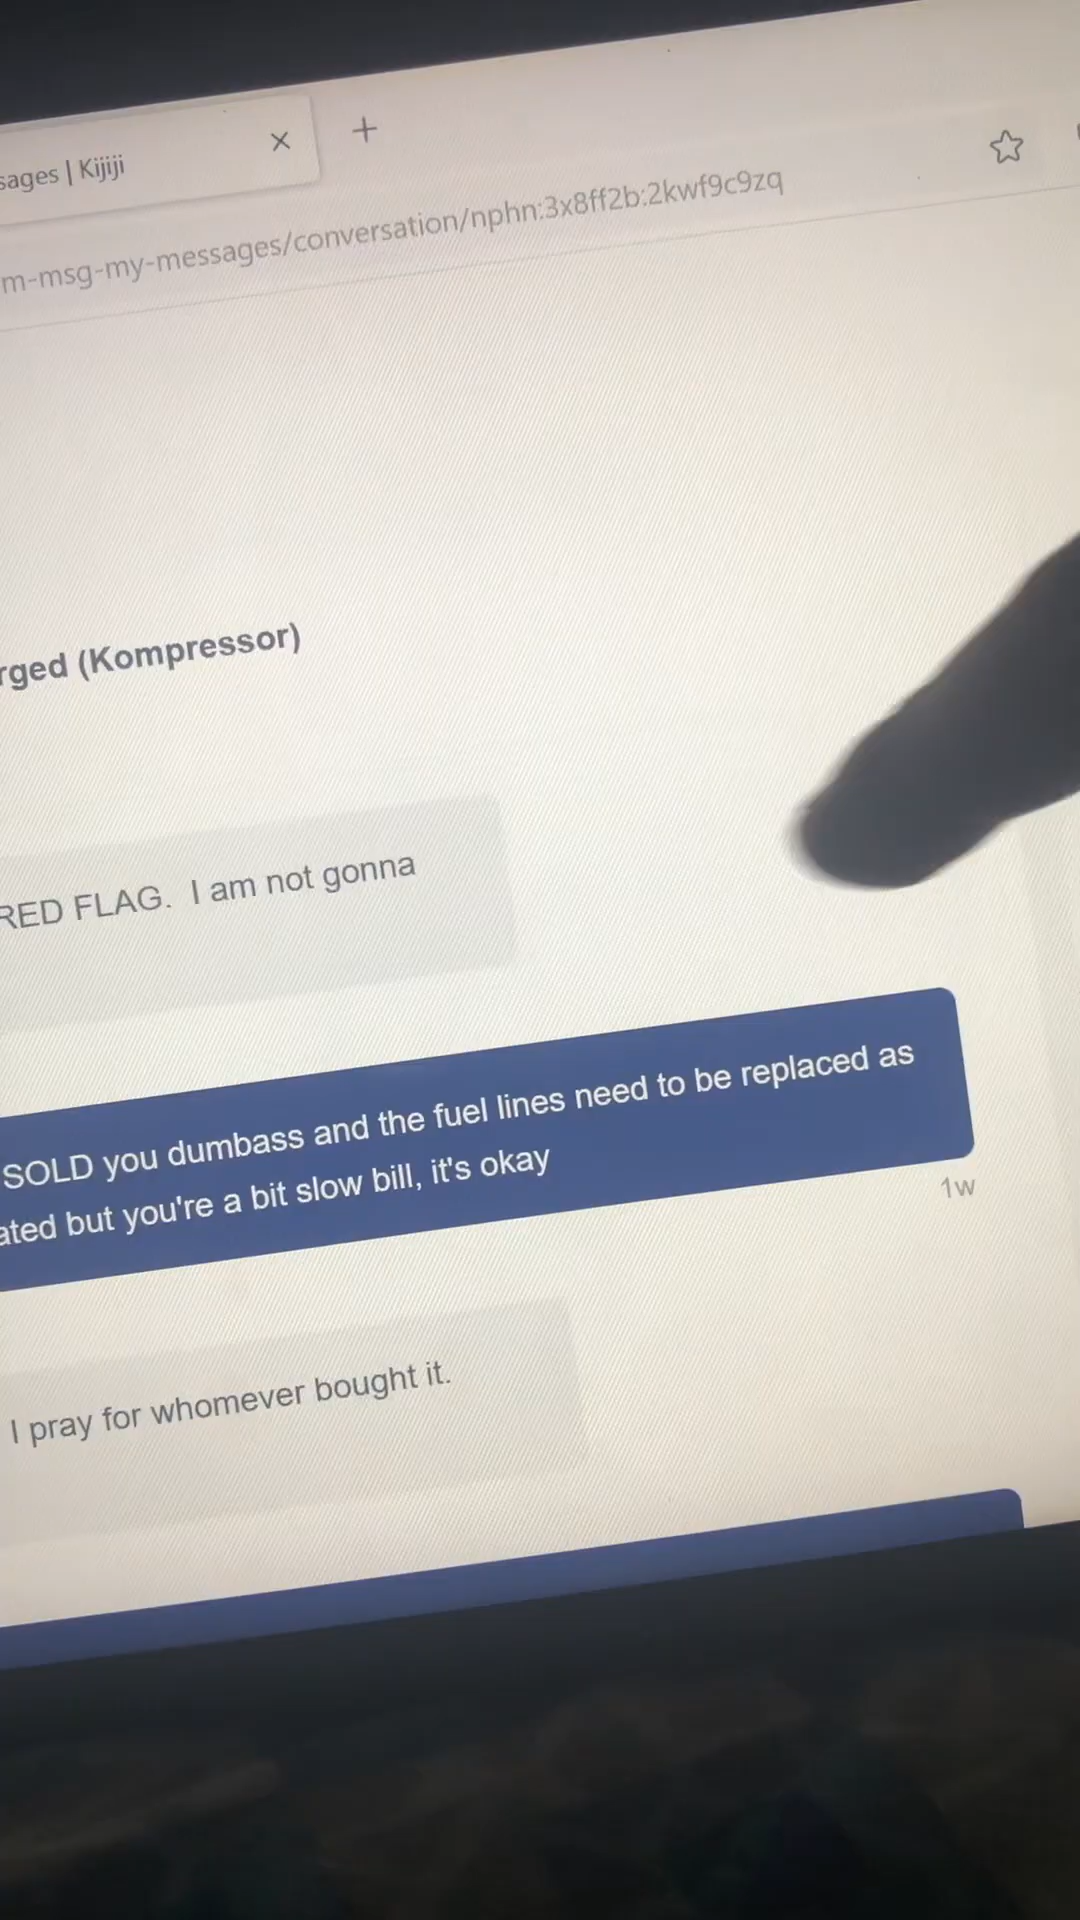 sages | Kijiji
m-msg-my-messages/conversation/nphn:3x8ff2b:2kwf9c9zq
rged (Kompressor)
RED FLAG. I am not gonna
SOLD you dumbass and the fuel lines need to be replaced as
ated but you're a bit slow bill, it's okay
1w
I pray for whomever bought it.